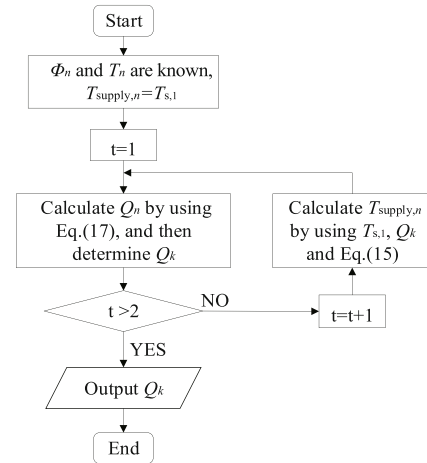 Start
Φn and Tn are known,
Tsupply,n=Ts,1
t=1
Calculate Qn by using
Eq.(17), and then
determine Qk
Calculate Tsupply,n
by using Ts,1, Qk
and Eq.(15)
t >2
NO
t=t+1
YES
Output Qk
End